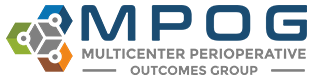 MPOG
MULTICENTER PERIOPERATIVE
OUTCOMES GROUP